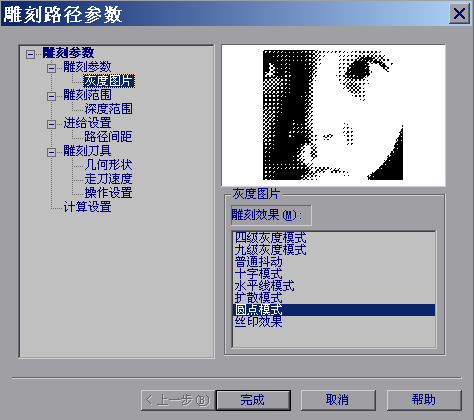 雕刻路径参数
雕刻参数
雕刻参数
灰度图片
雕刻范围
深度范围
进给设置
路径间距
雕刻刀具
几何形状
走刀速度
操作设置
计算设置
灰度图片
雕刻效果(M):
四级灰度模式
九级灰度模式
普通抖动
十字模式
水平线模式
扩散模式
圆点模式
丝印效果
< 上一步(B) 完成 取消 帮助